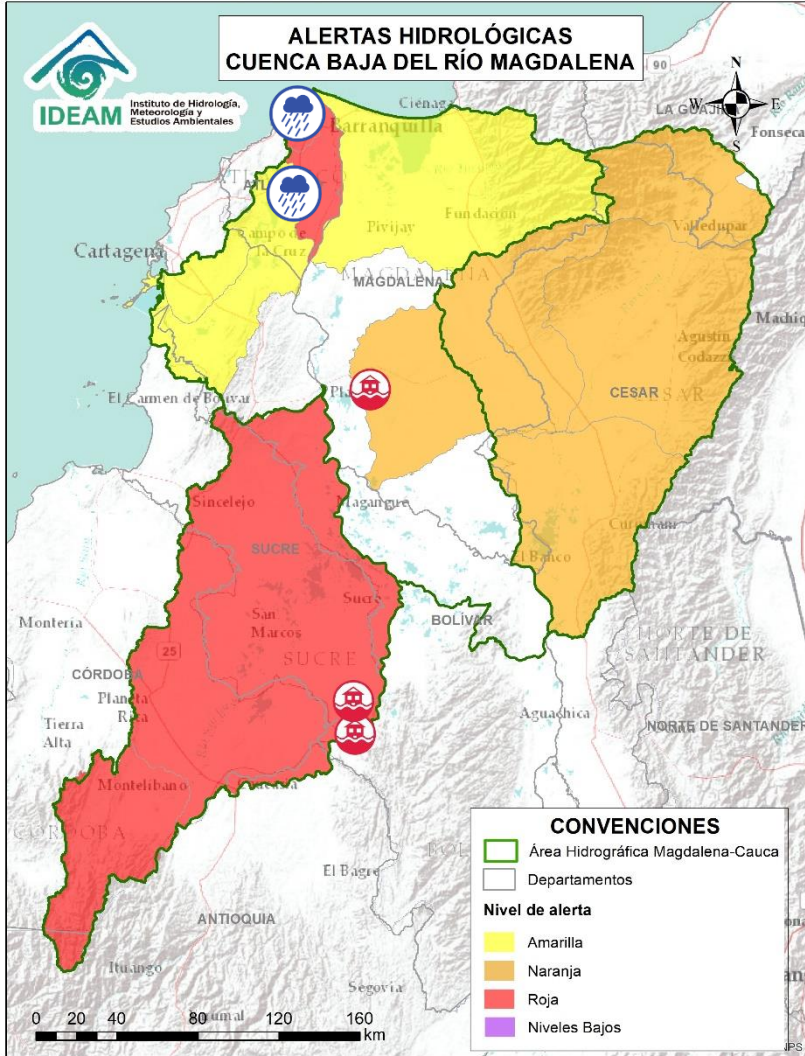 ALERTAS HIDROLÓGICAS
CUENCA BAJA DEL RÍO MAGDALENA
IDEAM
Instituto de Hidrología,
Meteorología y
Estudios Ambientales
90
N
W
E
S
Ciénaga
LA GUAJIRA
Fonseca
Barranquilla
Pivijay
Fundación
Valledupar
Campo de
la Cruz
Cartagena
MAGDALENA
MAGDALENA
Agustín
Codazzi
CESAR
CESAR
El Carmen de Bolívar
Sincelejo
Magangué
Curumaní
SUCRE
El Banco
Sucre
San
Marcos
BOLÍVAR
NORTE DE
SANTANDER
Montería
SUCRE
25
CÓRDOBA
Planeta
Rica
Aguachica
NORTE DE SANTANDER
Tierra
Alta
Montelíbano
Caucasia
CÓRDOBA
El Bagre
ANTIOQUIA
Ituango
Segovia
0 20 40 80 120 160
km
CONVENCIONES
Área Hidrográfica Magdalena-Cauca
Departamentos
Nivel de alerta
Amarilla
Naranja
Roja
Niveles Bajos